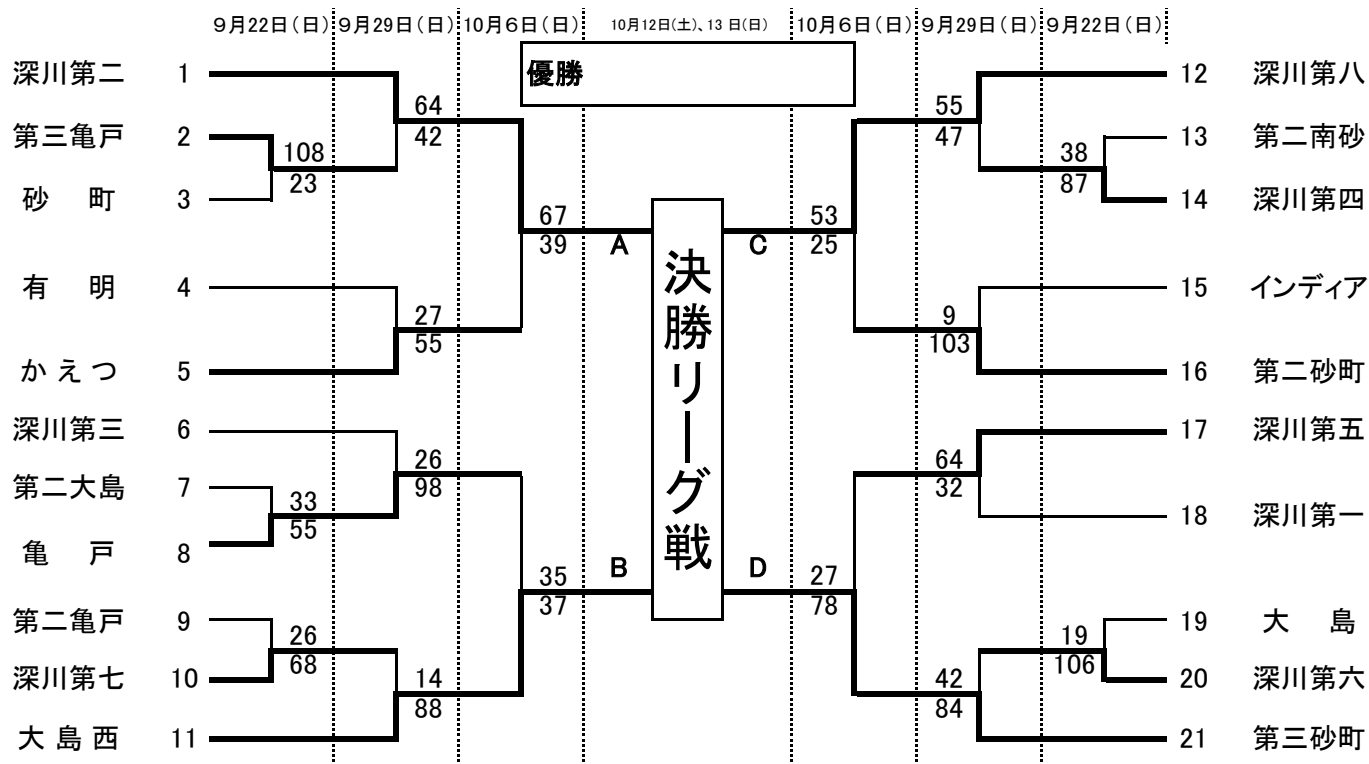 9月22日(日) 9月29日(日) 10月6日(日) 10月12日(土)、13日(日) 10月6日(日) 9月29日(日) 9月22日(日)
優勝
深川第二 1
64
42
第三亀戸 2
108
23
砂 町 3
67
39
A
有 明 4
27
55
かえつ 5
深川第三 6
26
98
第二大島 7
33
55
亀 戸 8
35
37
B
第二亀戸 9
26
68
深川第七 10
14
88
大島西 11
決勝リーグ戦
12 深川第八
55
47
13 第二南砂
38
87
14 深川第四
C
53
25
15 インディア
9
103
16 第二砂町
17 深川第五
64
32
18 深川第一
D
27
78
19 大 島
19
106
20 深川第六
42
84
21 第三砂町